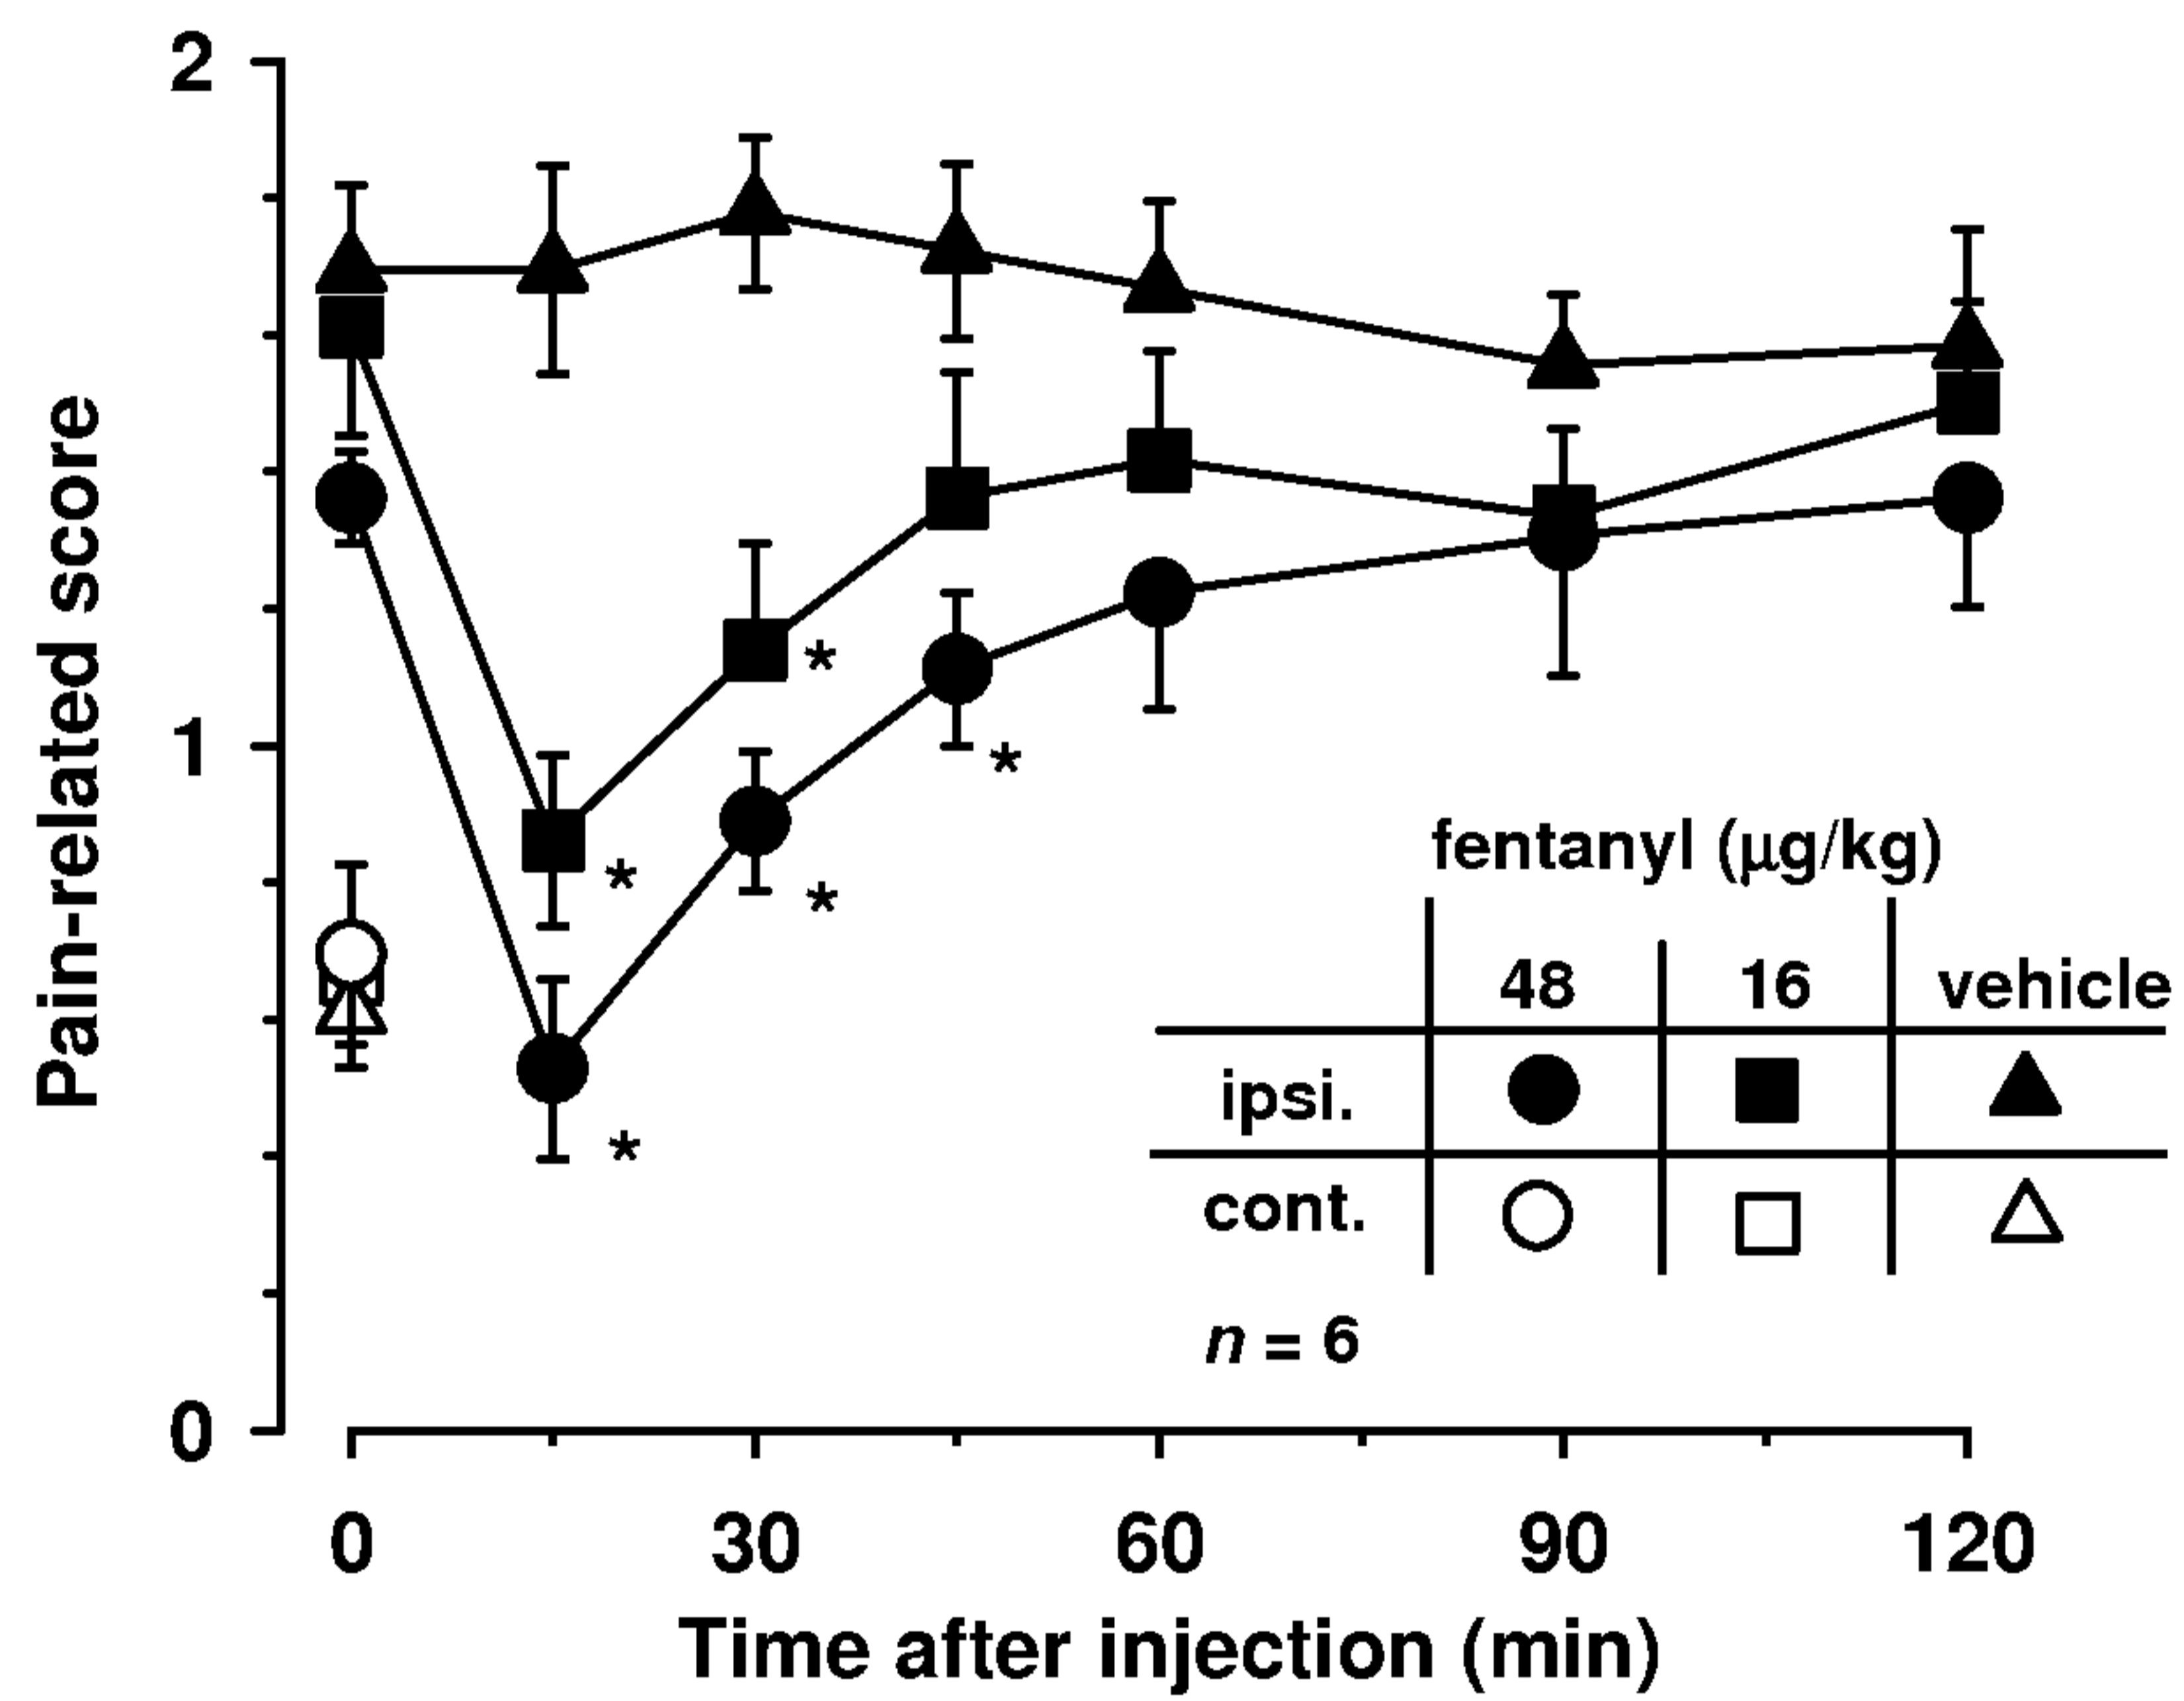 2
1
0
Pain-related score
*
*
*
*
*
fentanyl (μg/kg)
48 16 vehicle
ipsi.
cont.
n = 6
0 30 60 90 120
Time after injection (min)